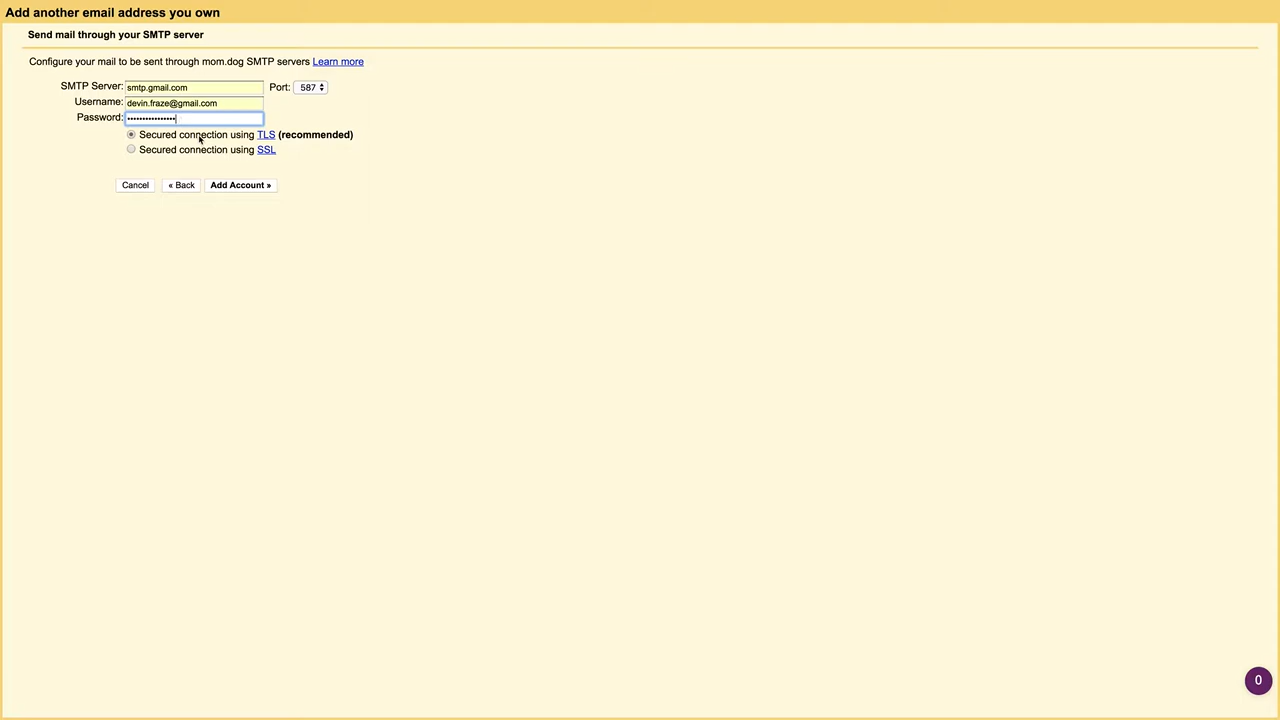 Add another email address you own
Send mail through your SMTP server
Configure your mail to be sent through mom.dog SMTP servers Learn more
SMTP Server: smtp.gmail.com Port: 587
Username: devin.fraze@gmail.com
Password: ••••••••••••••••
Secured connection using TLS (recommended)
Secured connection using SSL
Cancel « Back Add Account »
0